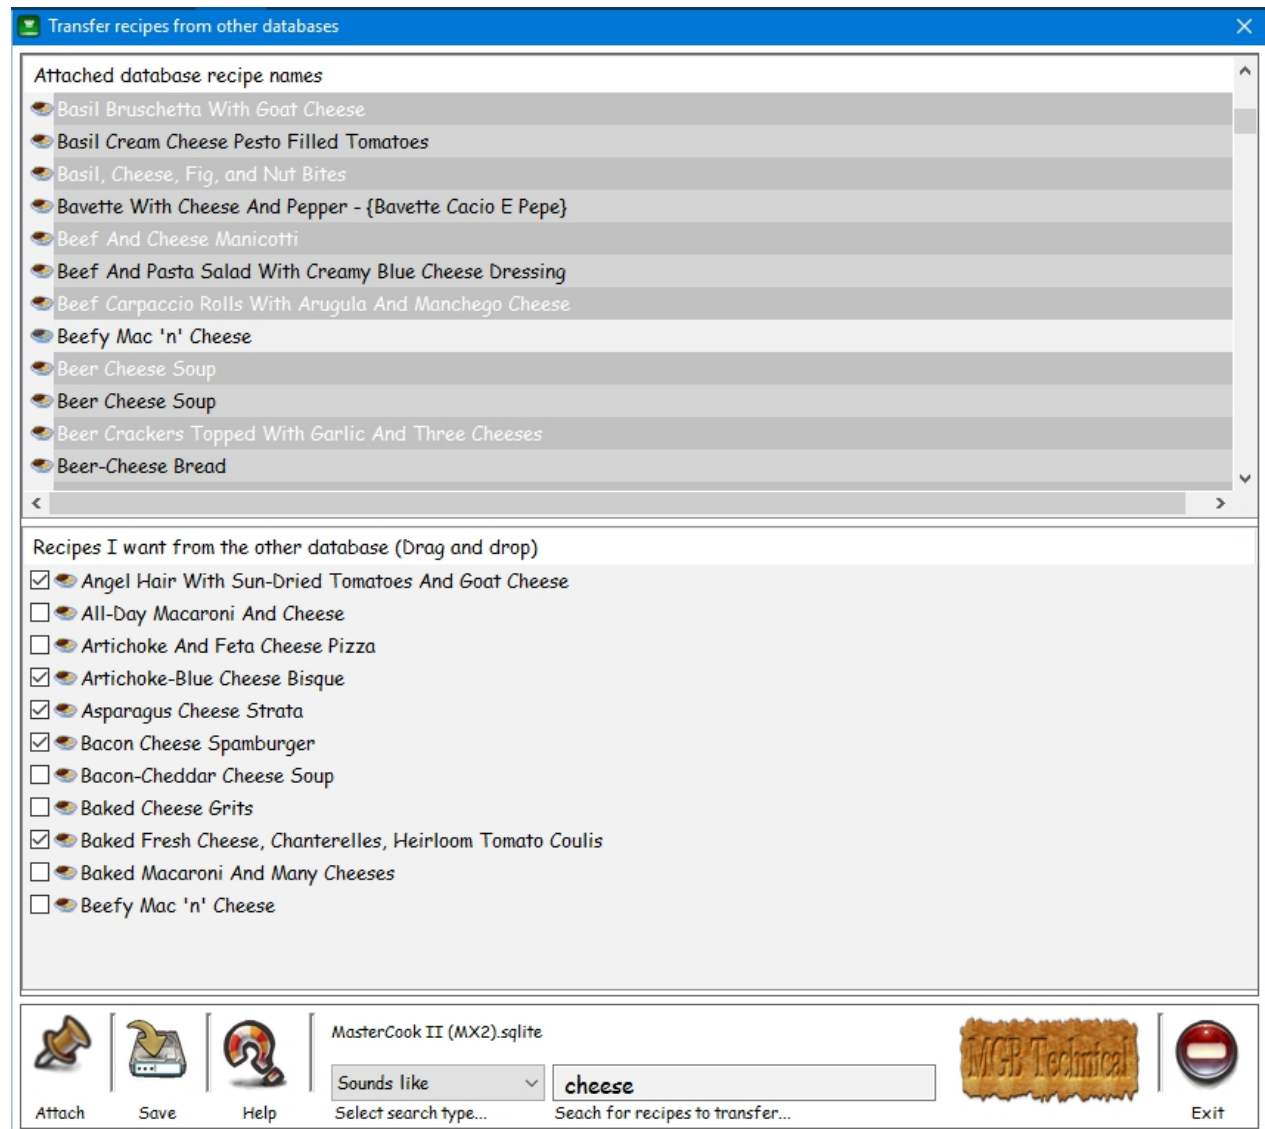 Transfer recipes from other databases
Attached database recipe names
Basil Bruschetta With Goat Cheese
Basil Cream Cheese Pesto Filled Tomatoes
Basil, Cheese, Fig, and Nut Bites
Bavette With Cheese And Pepper - {Bavette Cacio E Pepe}
Beef And Cheese Manicotti
Beef And Pasta Salad With Creamy Blue Cheese Dressing
Beef Carpaccio Rolls With Arugula And Manchego Cheese
Beefy Mac 'n' Cheese
Beer Cheese Soup
Beer Cheese Soup
Beer Crackers Topped With Garlic And Three Cheeses
Beer-Cheese Bread
Recipes I want from the other database (Drag and drop)
Angel Hair With Sun-Dried Tomatoes And Goat Cheese
All-Day Macaroni And Cheese
Artichoke And Feta Cheese Pizza
Artichoke-Blue Cheese Bisque
Asparagus Cheese Strata
Bacon Cheese Spamburger
Bacon-Cheddar Cheese Soup
Baked Cheese Grits
Baked Fresh Cheese, Chanterelles, Heirloom Tomato Coulis
Baked Macaroni And Many Cheeses
Beefy Mac 'n' Cheese
MasterCook II (MX2).sqlite
MGB Technical
Sounds like
cheese
Attach
Save
Help
Select search type...
Seach for recipes to transfer...
Exit